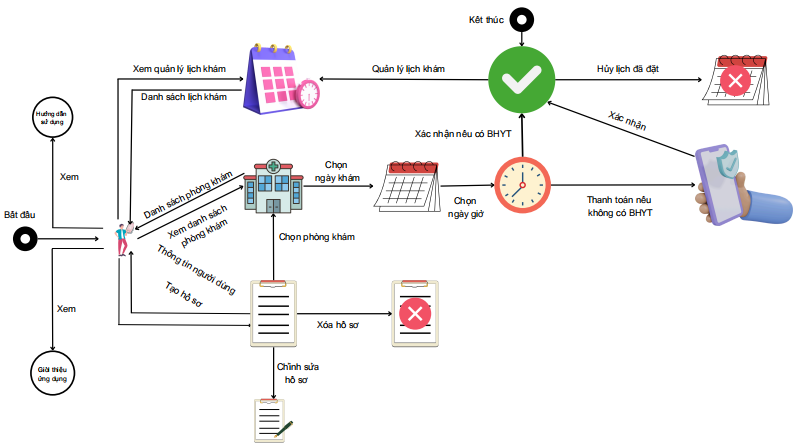 Kết thúc
Xem quản lý lịch khám
Quản lý lịch khám
Hủy lịch đã đặt
Danh sách lịch khám
Hướng dẫn
sử dụng
Xác nhận
Xác nhận nếu có BHYT
Xem
Danh sách phòng khám
Chọn
ngày khám
Chọn
ngày giờ
Thanh toán nếu
không có BHYT
Bắt đầu
Xem danh sách
phòng khám
Chọn phòng khám
Thông tin người dùng
Tạo hồ sơ
Xem
Xóa hồ sơ
Giới thiệu
ứng dụng
Chỉnh sửa
hồ sơ